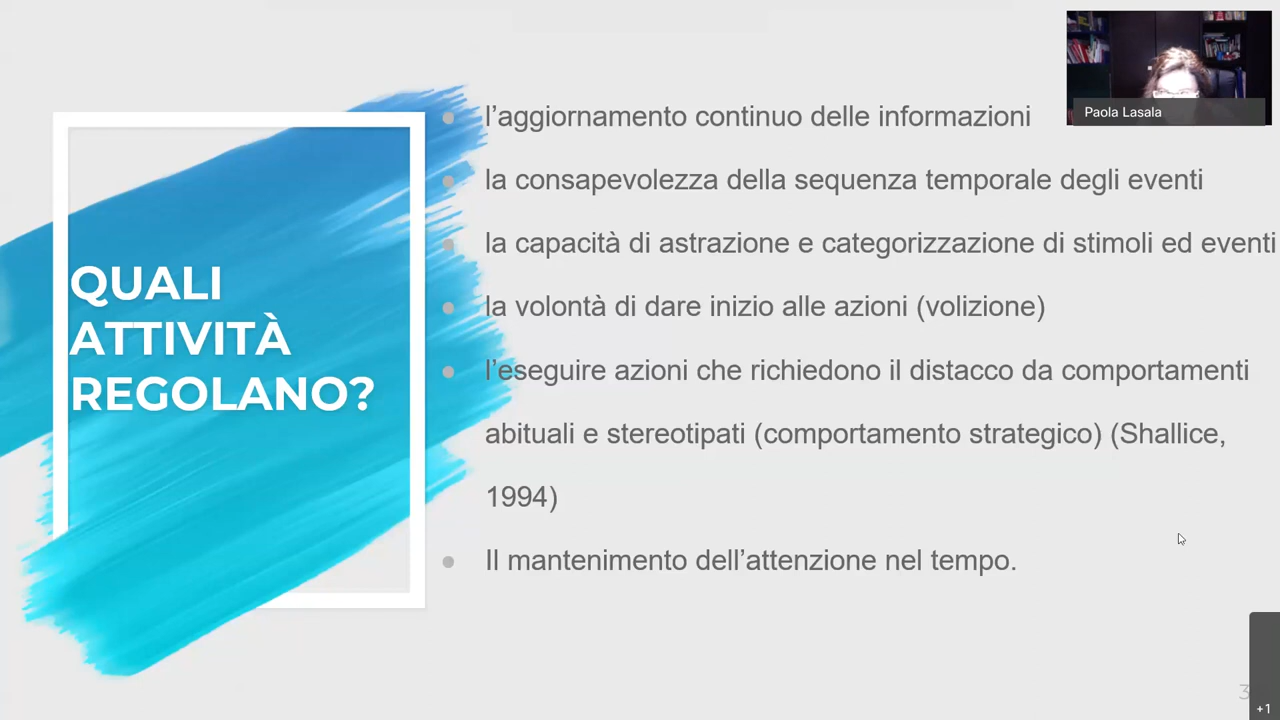 Paola Lasala
QUALI
ATTIVITÀ
REGOLANO?
l’aggiornamento continuo delle informazioni
la consapevolezza della sequenza temporale degli eventi
la capacità di astrazione e categorizzazione di stimoli ed eventi
la volontà di dare inizio alle azioni (volizione)
l’eseguire azioni che richiedono il distacco da comportamenti
abituali e stereotipati (comportamento strategico) (Shallice,
1994)
Il mantenimento dell’attenzione nel tempo.
+1